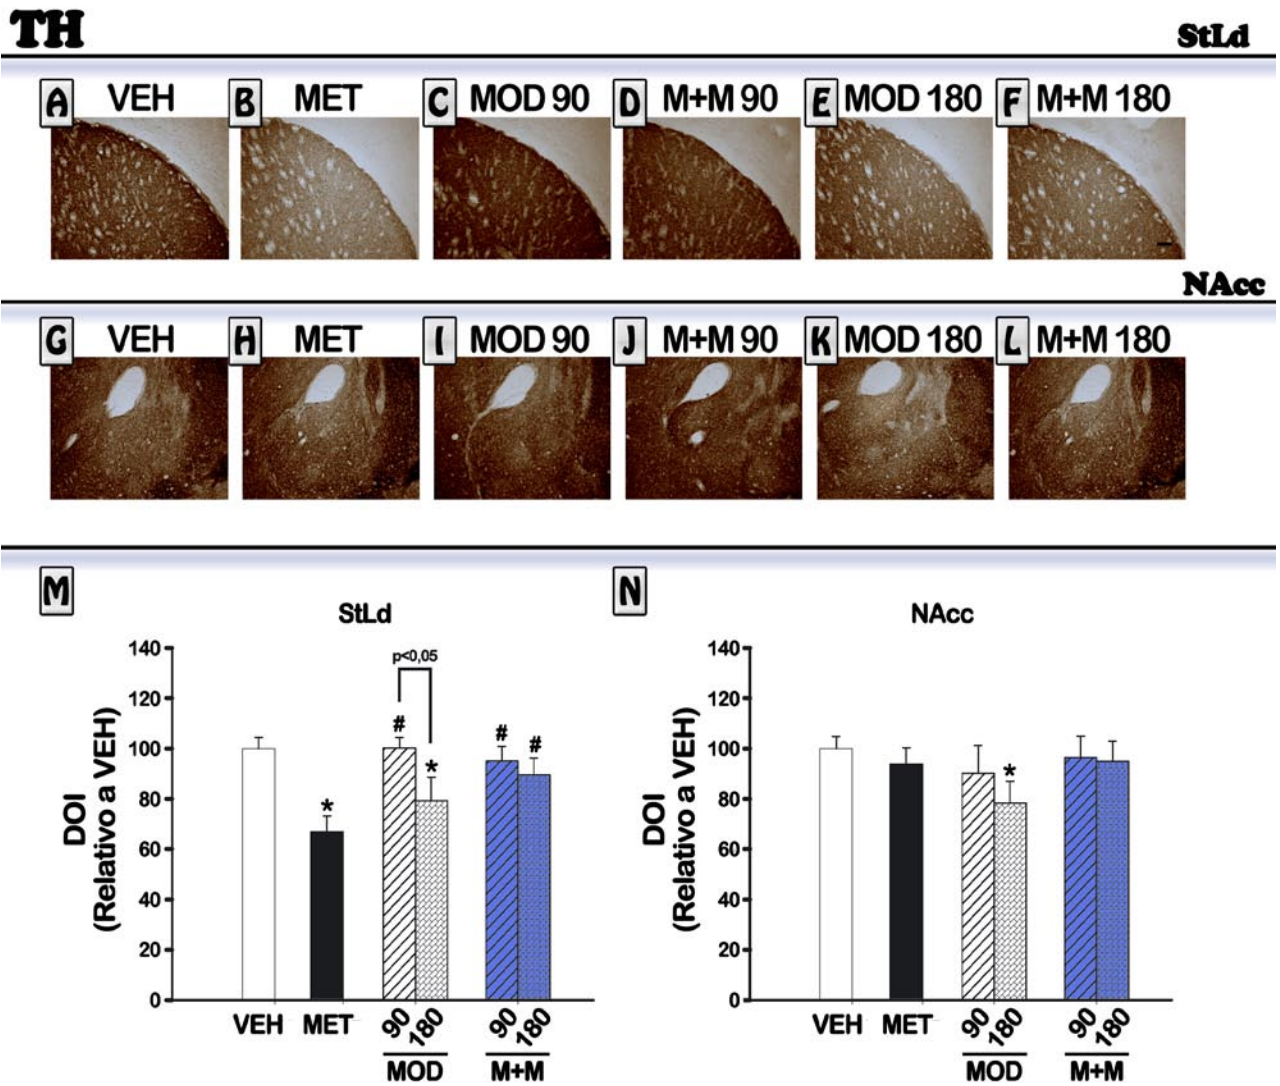 TH
StLd
A VEH B MET C MOD 90 D M+M 90 E MOD 180 F M+M 180
NAcc
G VEH H MET I MOD 90 J M+M 90 K MOD 180 L M+M 180
M
StLd
DOI
(Relativo a VEH)
140
120
100
80
60
40
20
0
p<0,05
*
#
*
#
#
VEH MET 90 180 90 180
MOD M+M
N
NAcc
DOI
(Relativo a VEH)
140
120
100
80
60
40
20
0
*
VEH MET 90 180 90 180
MOD M+M